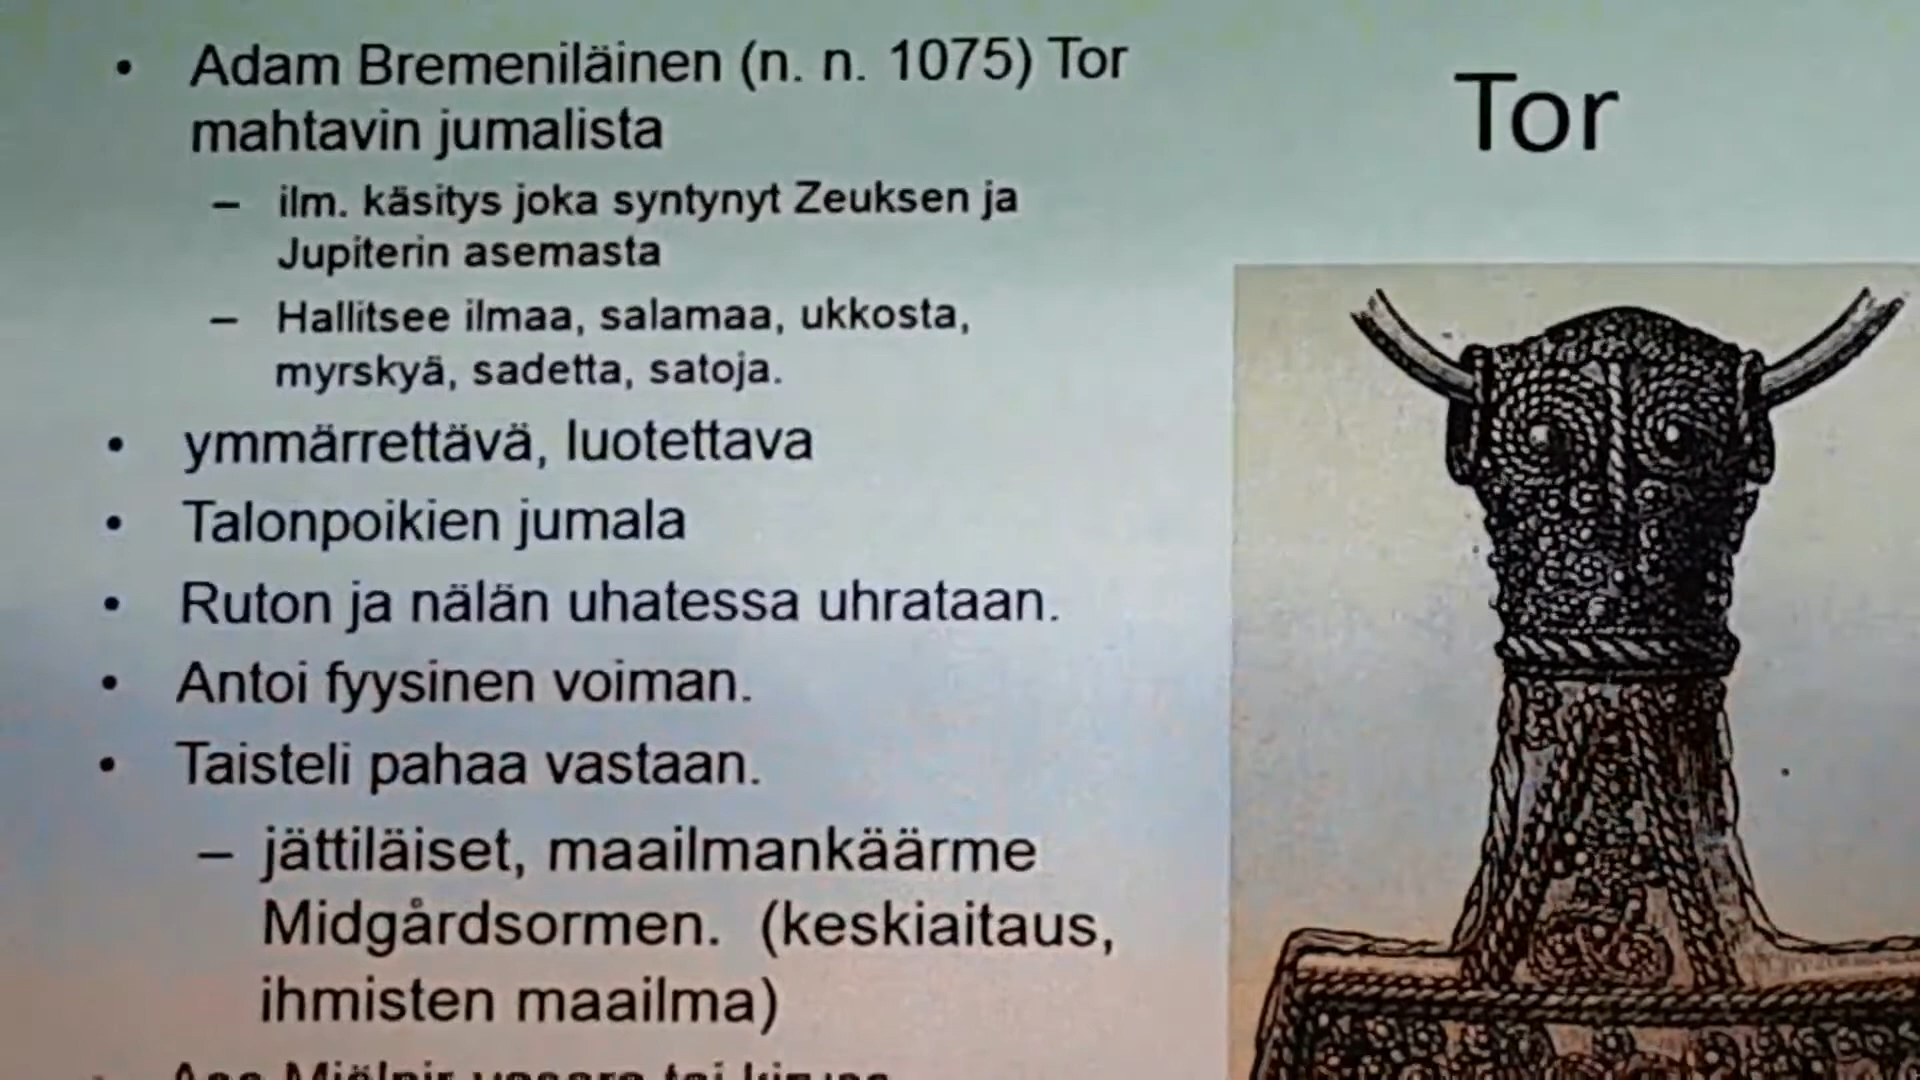 • Adam Bremeniläinen (n. n. 1075) Tor
mahtavin jumalista
– ilm. käsitys joka syntynyt Zeuksen ja
Jupiterin asemasta
– Hallitsee ilmaa, salamaa, ukkosta,
myrskyä, sadetta, satoja.
• ymmärrettävä, luotettava
• Talonpoikien jumala
• Ruton ja nälän uhatessa uhrataan.
• Antoi fyysinen voiman.
• Taisteli pahaa vastaan.
– jättiläiset, maailmankäärme
Midgårdsormen. (keskiaitaus,
ihmisten maailma)
Tor